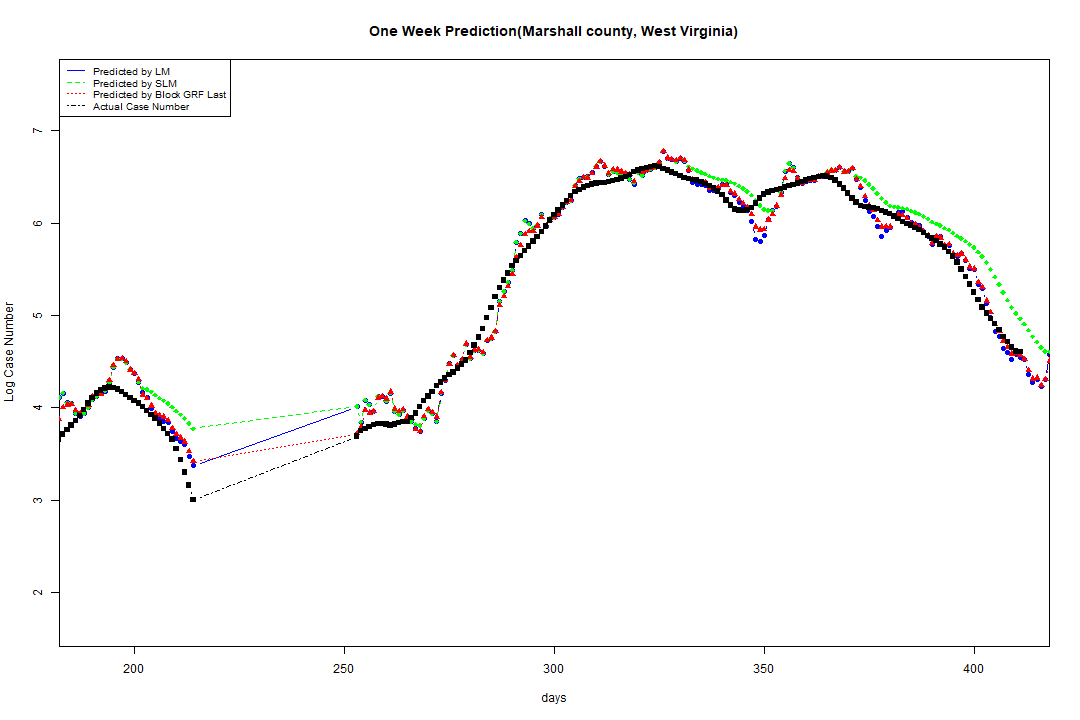 One Week Prediction(Marshall county, West Virginia)
Predicted by LM
Predicted by SLM
Predicted by Block GRF Last
Actual Case Number
Log Case Number
7
6
5
4
3
2
200
250
300
350
400
days